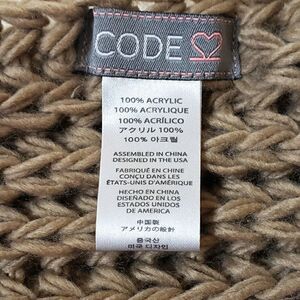 CODE
100% ACRYLIC
100% ACRYLIQUE
100% ACRÍLICO
アクリル 100%
100% 아크릴
ASSEMBLED IN CHINA
DESIGNED IN THE USA
FABRIQUÉ EN CHINE
CONÇU DANS LES
ÉTATS-UNIS D'AMÉRIQUE
HECHO EN CHINA
DISEÑADO EN LOS
ESTADOS UNIDOS
DE AMÉRICA
中国製
アメリカの設計
중국산
미국 디자인